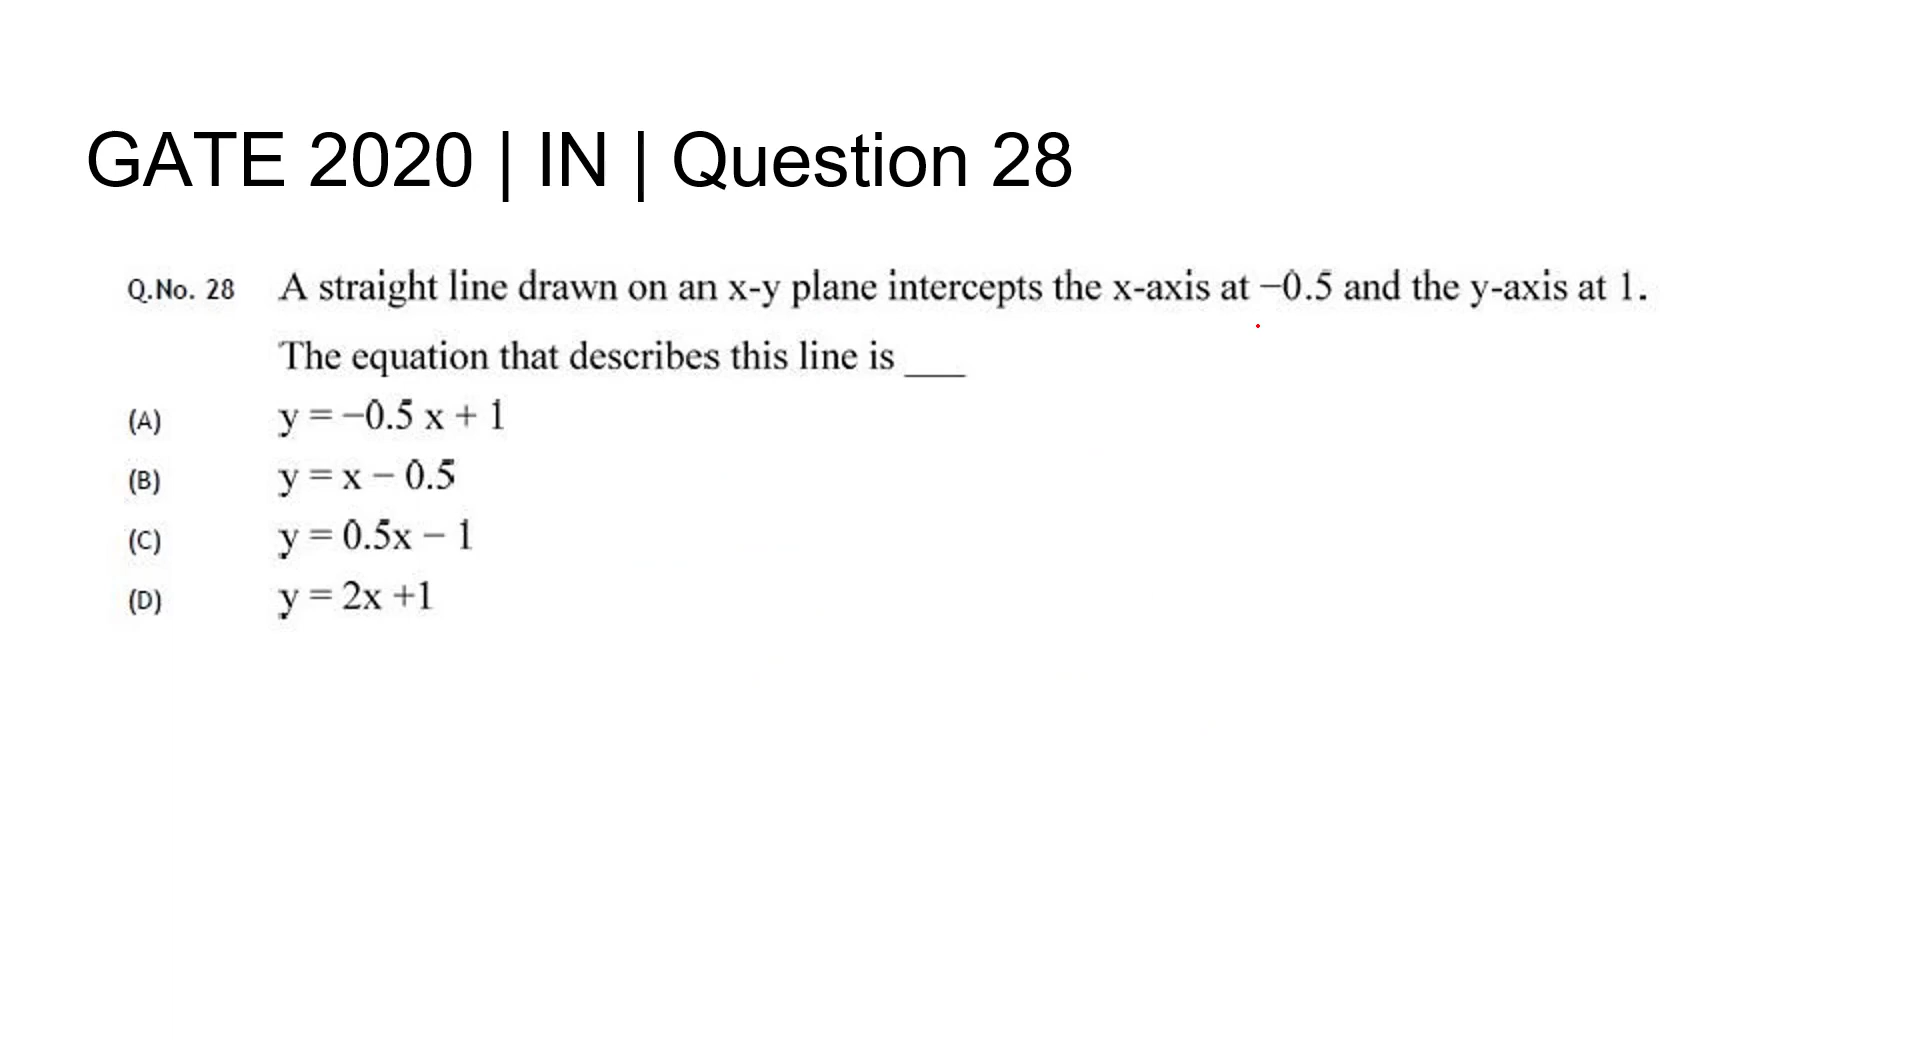 GATE 2020 | IN | Question 28
Q.No. 28 A straight line drawn on an x-y plane intercepts the x-axis at −0.5 and the y-axis at 1.
The equation that describes this line is ___
(A) y = −0.5 x + 1
(B) y = x − 0.5
(C) y = 0.5x − 1
(D) y = 2x +1